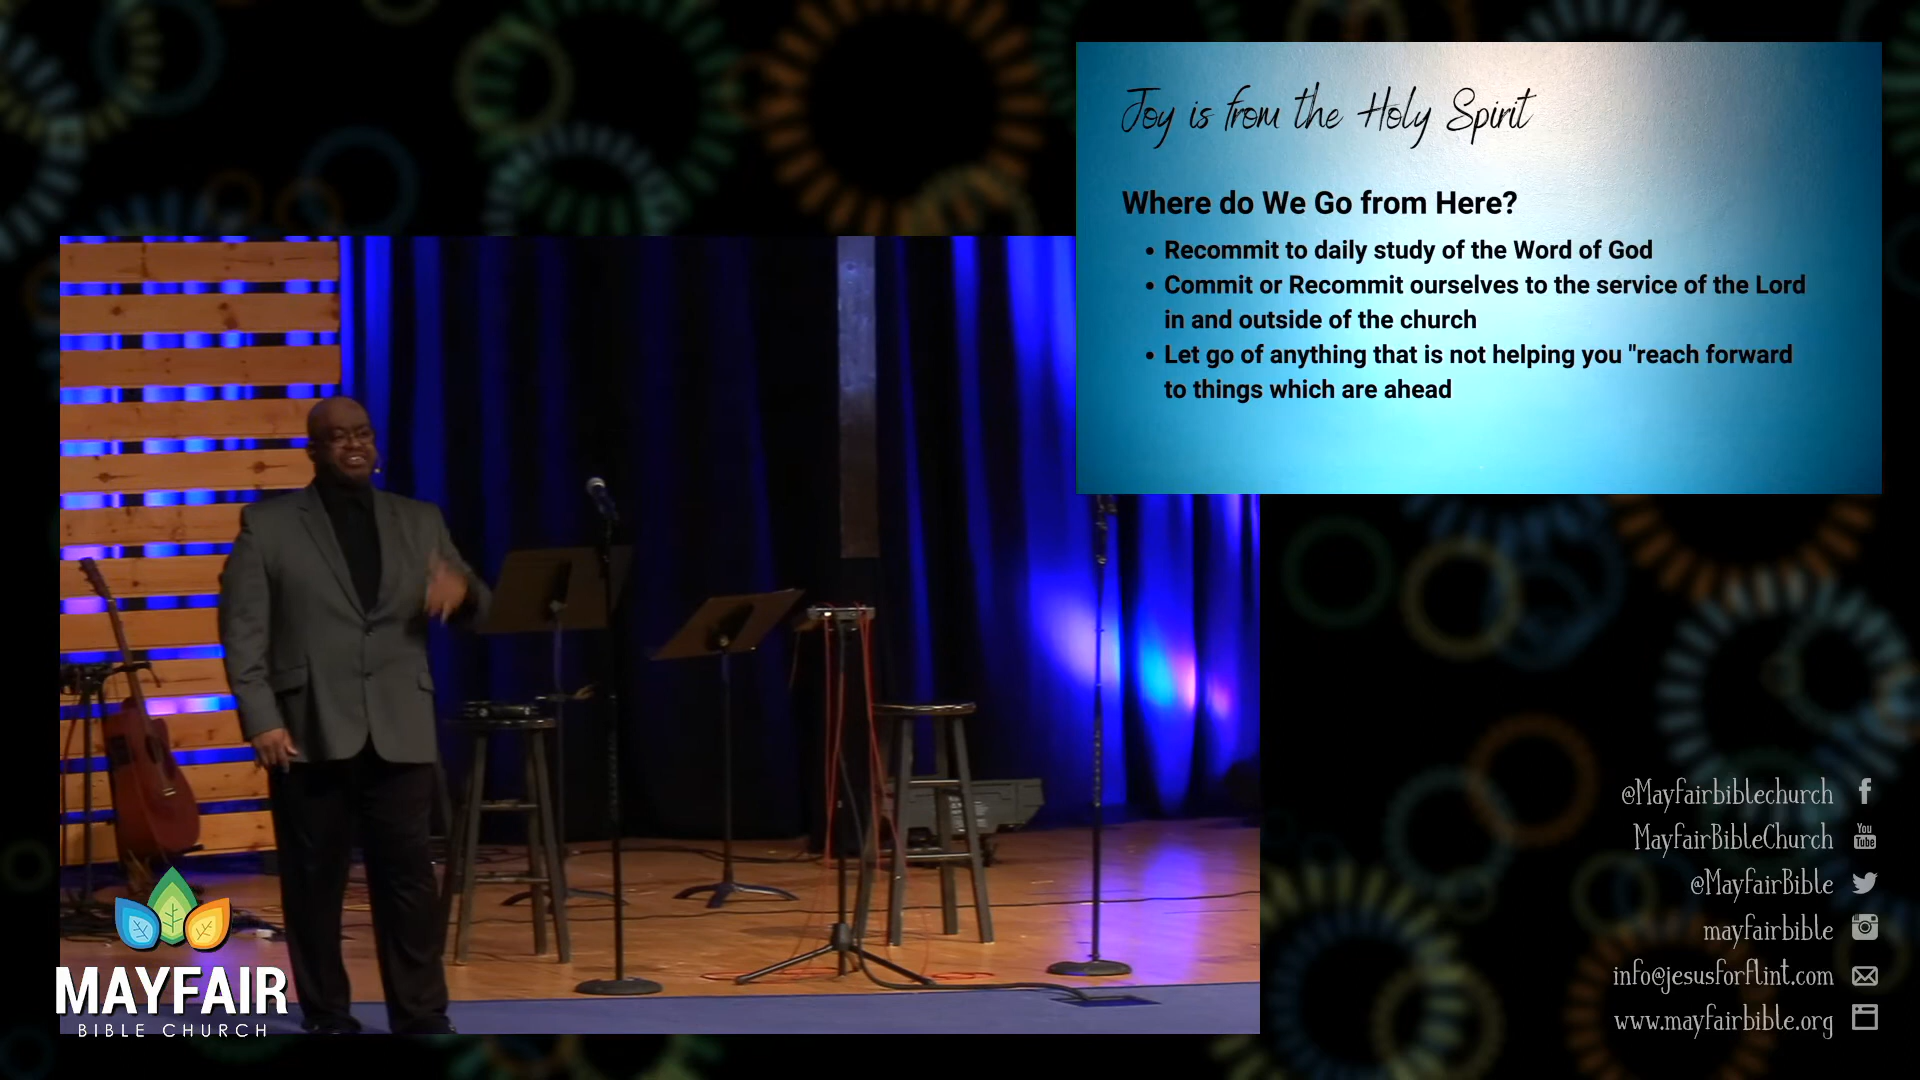 Joy is from the Holy Spirit
Where do We Go from Here?
• Recommit to daily study of the Word of God
• Commit or Recommit ourselves to the service of the Lord
in and outside of the church
• Let go of anything that is not helping you "reach forward
to things which are ahead
@Mayfairbiblechurch
MayfairBibleChurch
You
Tube
@MayfairBible
mayfairbible
info@jesusforflint.com
www.mayfairbible.org
MAYFAIR
BIBLE CHURCH